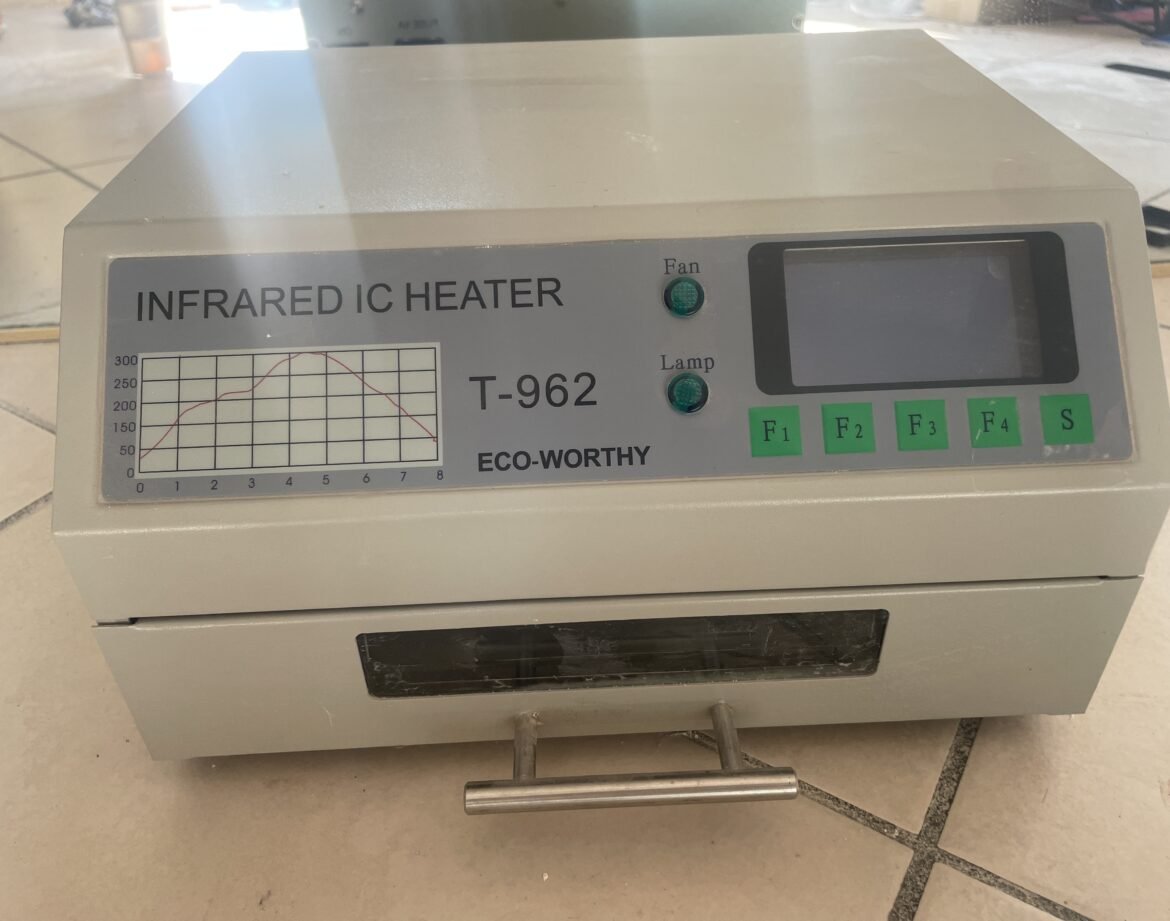 INFRARED IC HEATER
Fan
Lamp
300
250
200
150
50
0
0 1 2 3 4 5 6 7 8
T-962
ECO-WORTHY
F1 F2 F3 F4 S